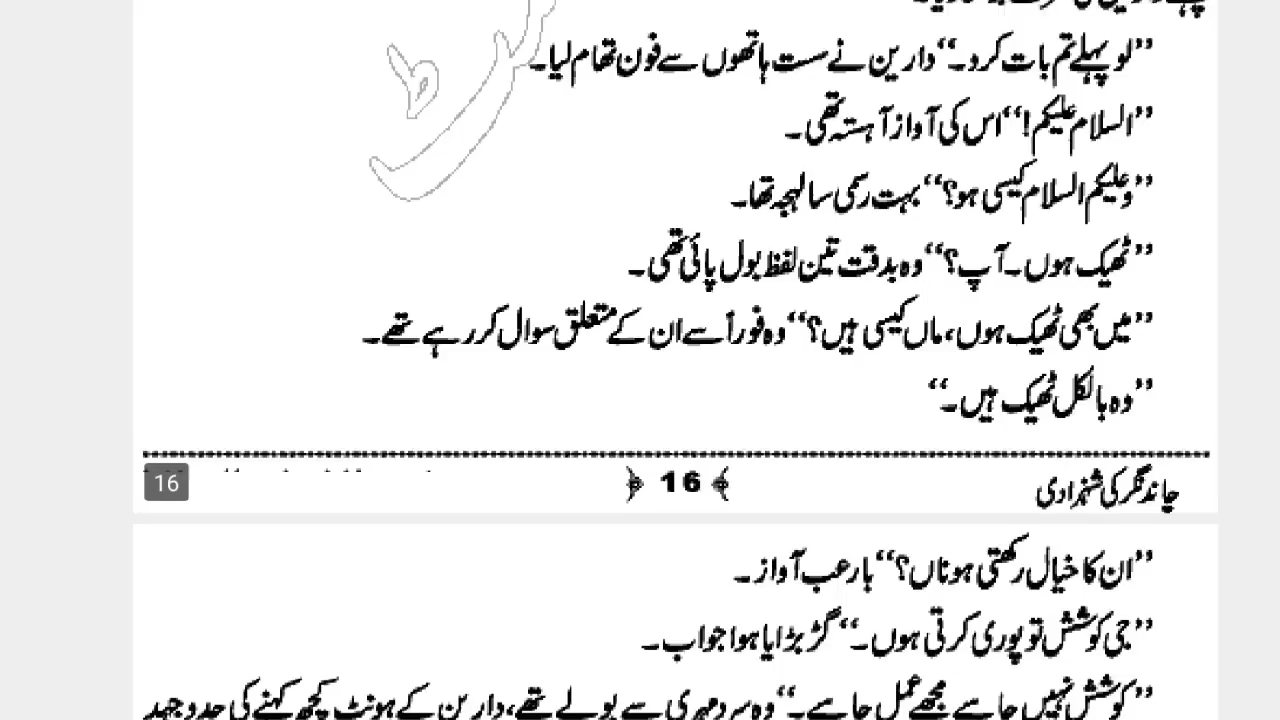 ’’لو پہلے تم بات کرد۔‘‘ دارین نے ست ہاتھوں سے فون تھام لیا۔
’’السلام علیکم!‘‘ اس کی آواز آہستہ تھی۔
’’وعلیکم السلام کیسی ہو؟‘‘ بہت رسمی سا لہجہ تھا۔
’’ٹھیک ہوں۔ آپ؟‘‘ وہ بدقت تین لفظ بول پائی تھی۔
’’میں بھی ٹھیک ہوں، ماں کیسی ہیں؟‘‘ وہ فوراً سے ان کے متعلق سوال کر رہے تھے۔
’’وہ بالکل ٹھیک ہیں۔‘‘
چاند نگر کی شہزادی
16
16
’’ان کا خیال رکھتی ہوناں؟‘‘ بارعب آواز۔
’’جی کوشش تو پوری کرتی ہوں۔‘‘ گڑبڑایا ہوا جواب۔
’’کوشش نہیں چاہیے مجھے عمل چاہیے۔‘‘ وہ سرد مہری سے بولے تھے، دارین کے ہونٹ کچھ کہنے کی جدوجہد